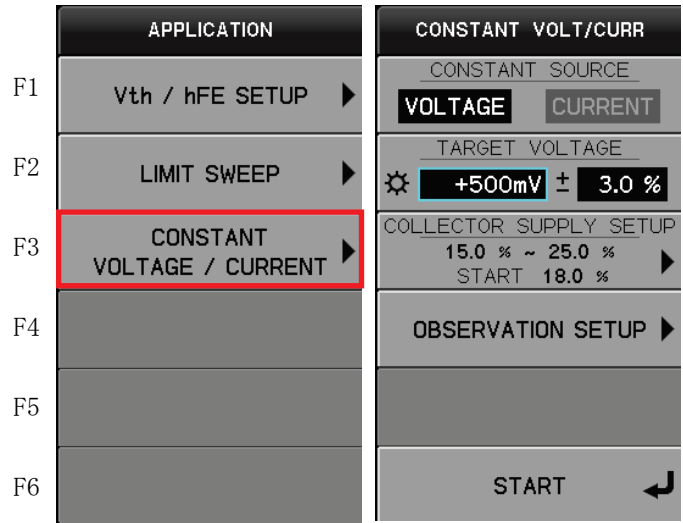 APPLICATION
F1
Vth / hFE SETUP
F2
LIMIT SWEEP
F3
CONSTANT
VOLTAGE / CURRENT
F4
F5
F6
CONSTANT VOLT/CURR
CONSTANT SOURCE
VOLTAGE CURRENT
TARGET VOLTAGE
+500mV ± 3.0 %
COLLECTOR SUPPLY SETUP
15.0 % ~ 25.0 %
START 18.0 %
OBSERVATION SETUP
START